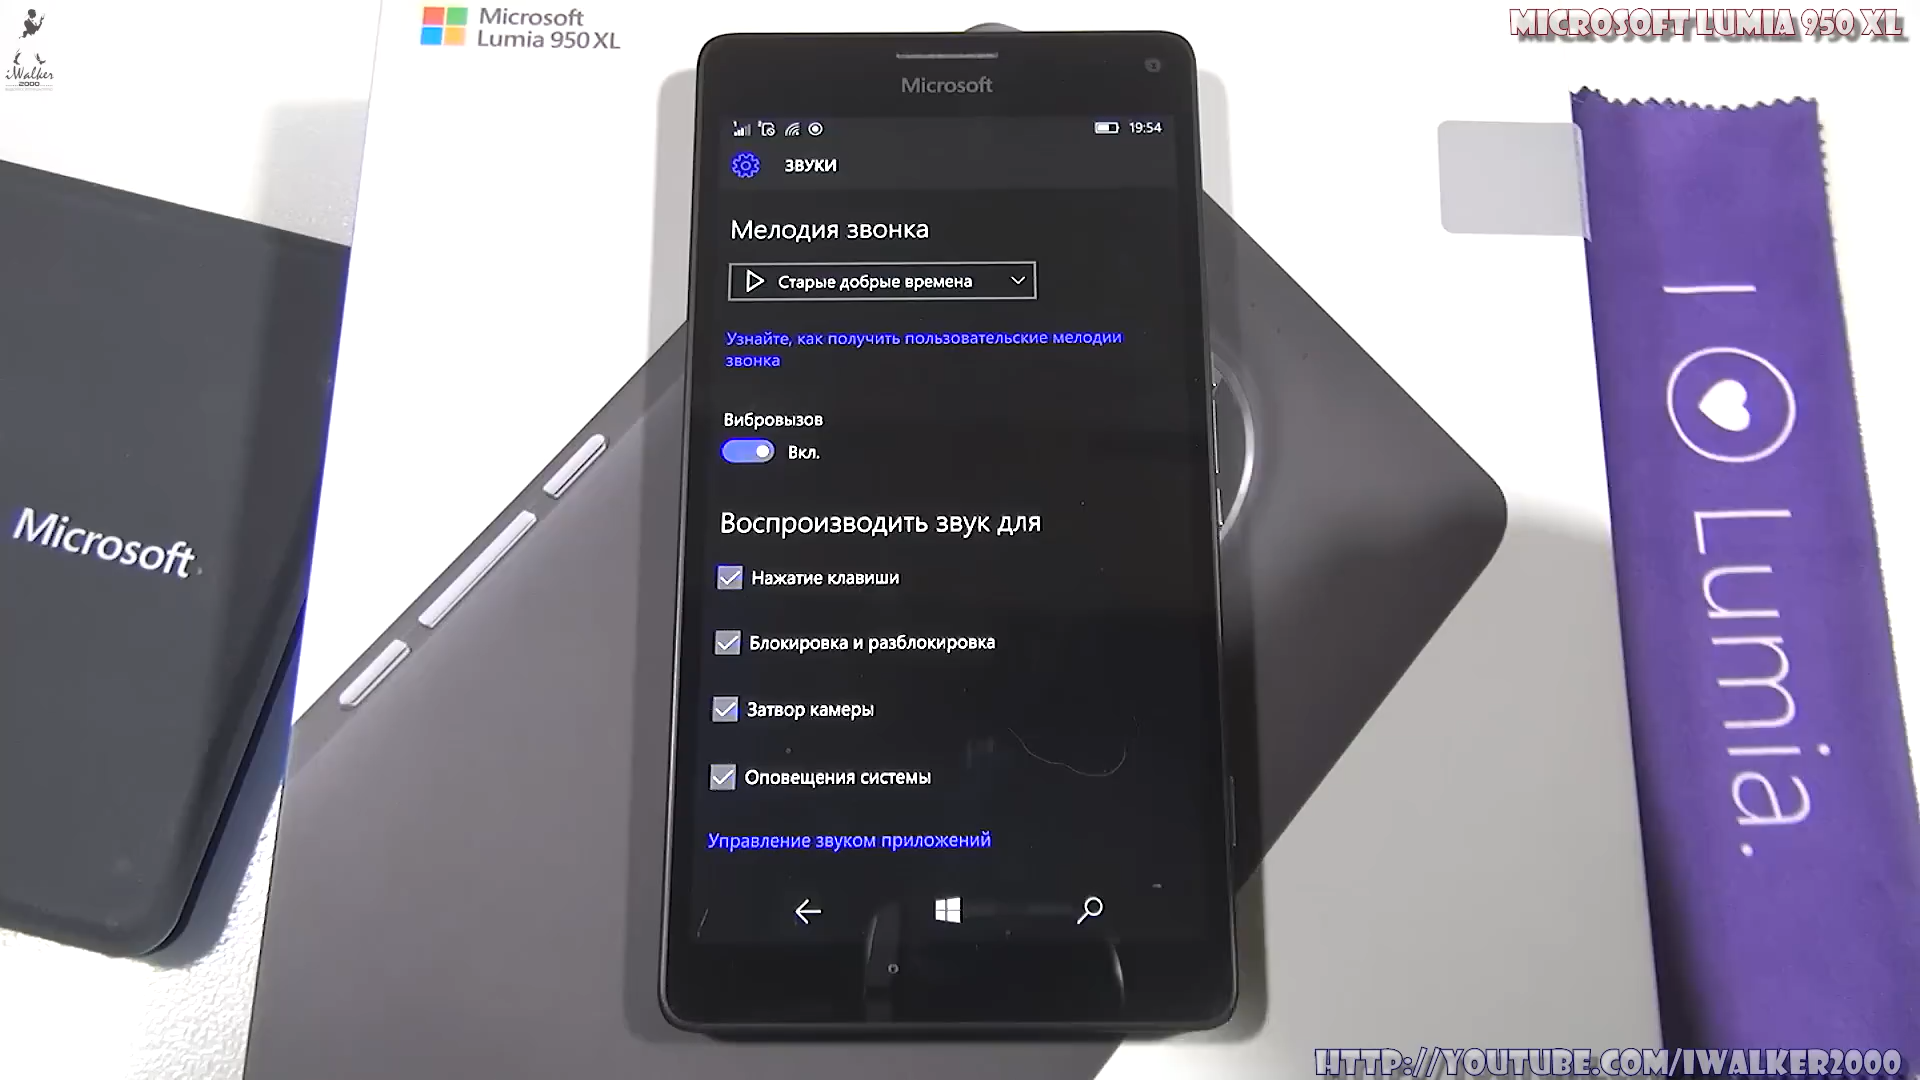 iWalker
2000
Microsoft
Lumia 950 XL
MICROSOFT LUMIA 950 XL
Microsoft
19:54
ЗВУКИ
Мелодия звонка
Старые добрые времена
Узнайте, как получить пользовательские мелодии
звонка
Вибровызов
Вкл.
Воспроизводить звук для
Нажатие клавиши
Блокировка и разблокировка
Затвор камеры
Оповещения системы
Управление звуком приложений
Microsoft
I
Lumia.
HTTP://YOUTUBE.COM/IWALKER2000